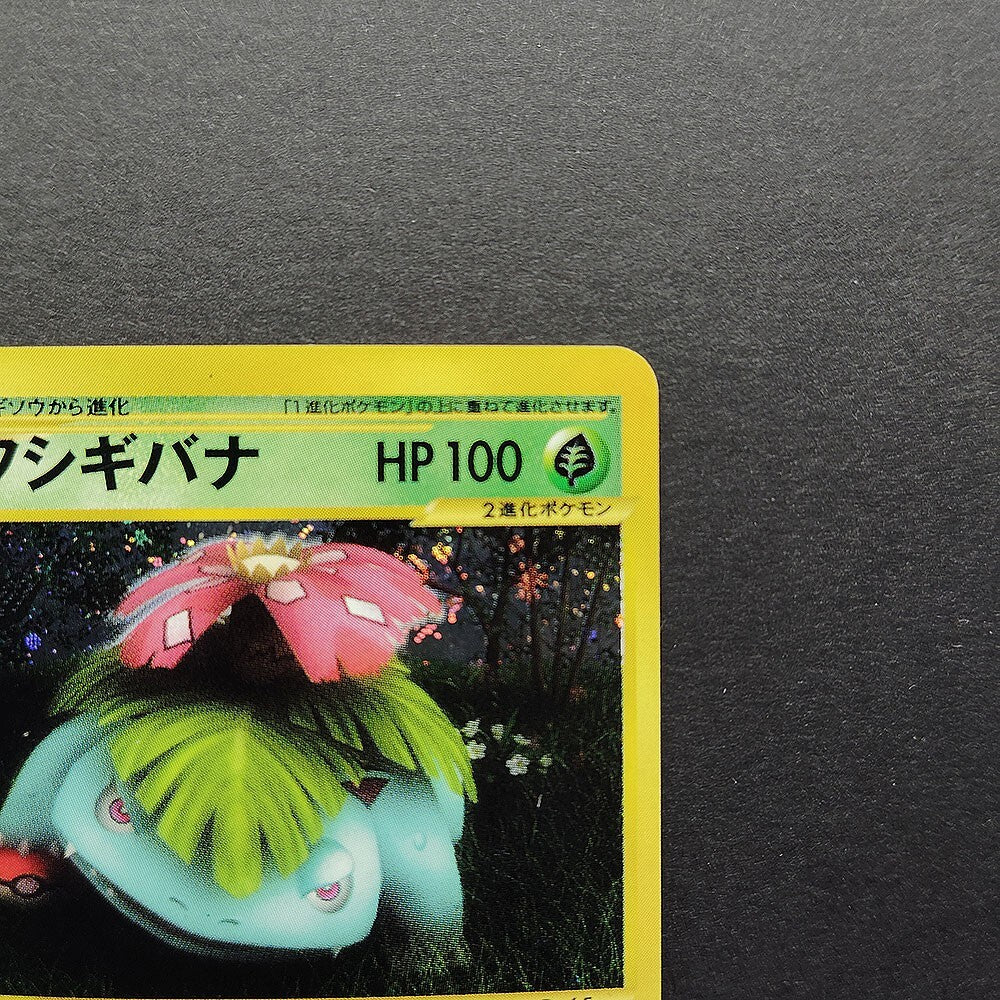 ギソウから進化
「1進化ポケモン」の上に重ねて進化させます。
フシギバナ HP 100
2進化ポケモン